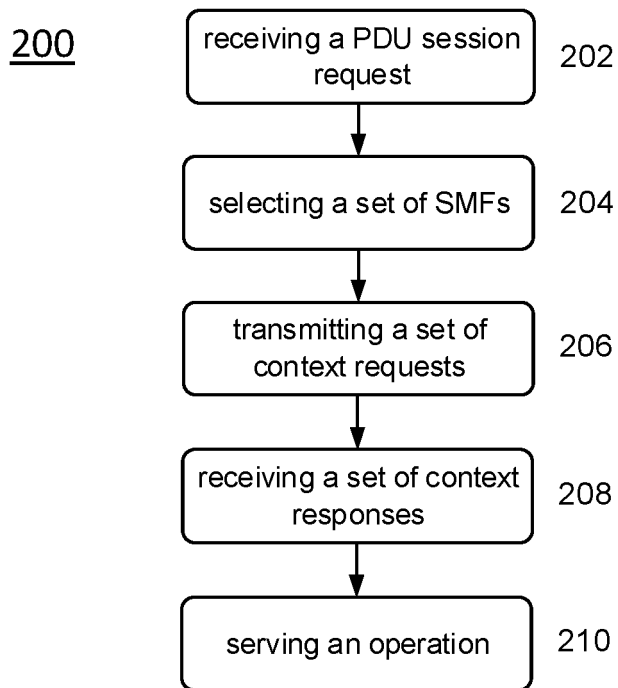 200
receiving a PDU session
request
202
selecting a set of SMFs
204
transmitting a set of
context requests
206
receiving a set of context
responses
208
serving an operation
210